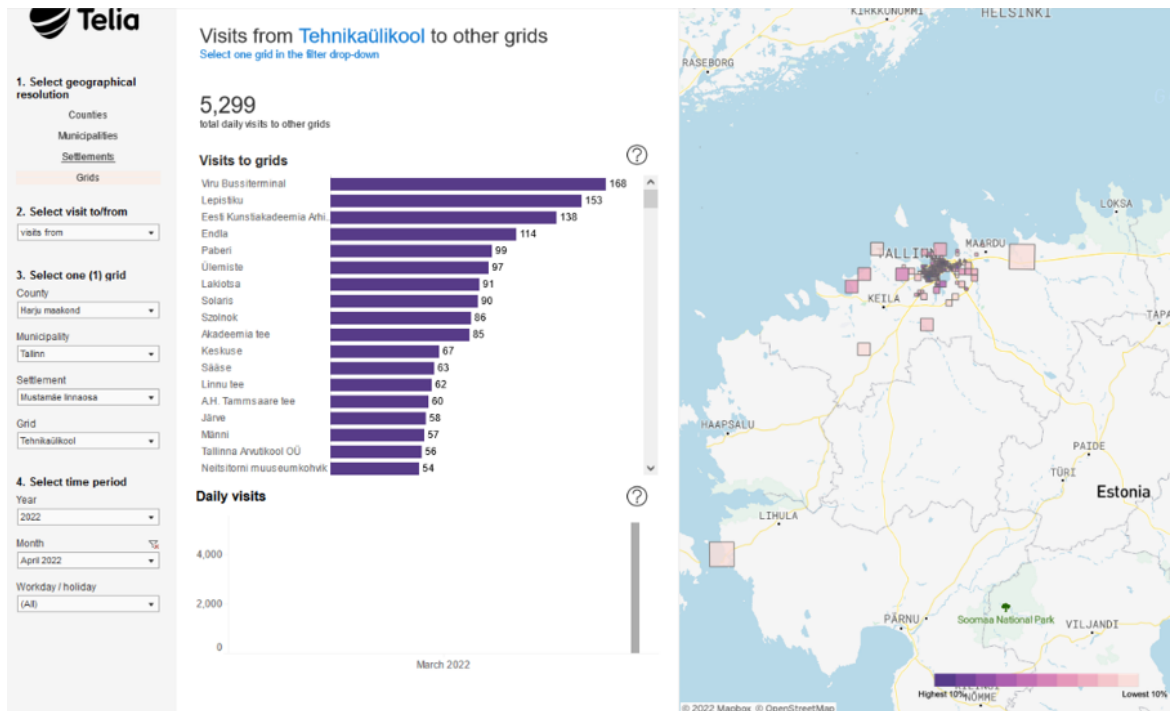 Telia
1. Select geographical
resolution
Counties
Municipalities
Settlements
Grids
2. Select visit to/from
visits from
3. Select one (1) grid
County
Harju maakond
Municipality
Tallinn
Settlement
Mustamäe linnaosa
Grid
Tehnikaülikool
4. Select time period
Year
2022
Month
April 2022
Workday / holiday
(All)
Visits from Tehnikaülikool to other grids
Select one grid in the filter drop-down
5,299
total daily visits to other grids
Visits to grids
?
Viru Bussiterminal 168
Lepistiku 153
Eesti Kunstiakadeemia Arhi.. 138
Endla 114
Paberi 99
Ülemiste 97
Lakiotsa 91
Solaris 90
Szolnok 86
Akadeemia tee 85
Keskuse 67
Sääse 63
Linnu tee 62
A.H. Tammsaare tee 60
Järve 58
Männi 57
Tallinna Arvutikool OÜ 56
Neitsitorni muuseumkohvik 54
Daily visits
?
4,000
2,000
0
March 2022
KIRKKONUMMI
HELSINKI
RASEBORG
LOKSA
TALLINN
MAARDU
KEILA
TAPA
HAAPSALU
PAIDE
TÜRI
Estonia
LIHULA
PÄRNU
Soomaa National Park
VILJANDI
Highest 10%
Lowest 10%
KILINGI
NÕMME
© 2022 Mapbox © OpenStreetMap